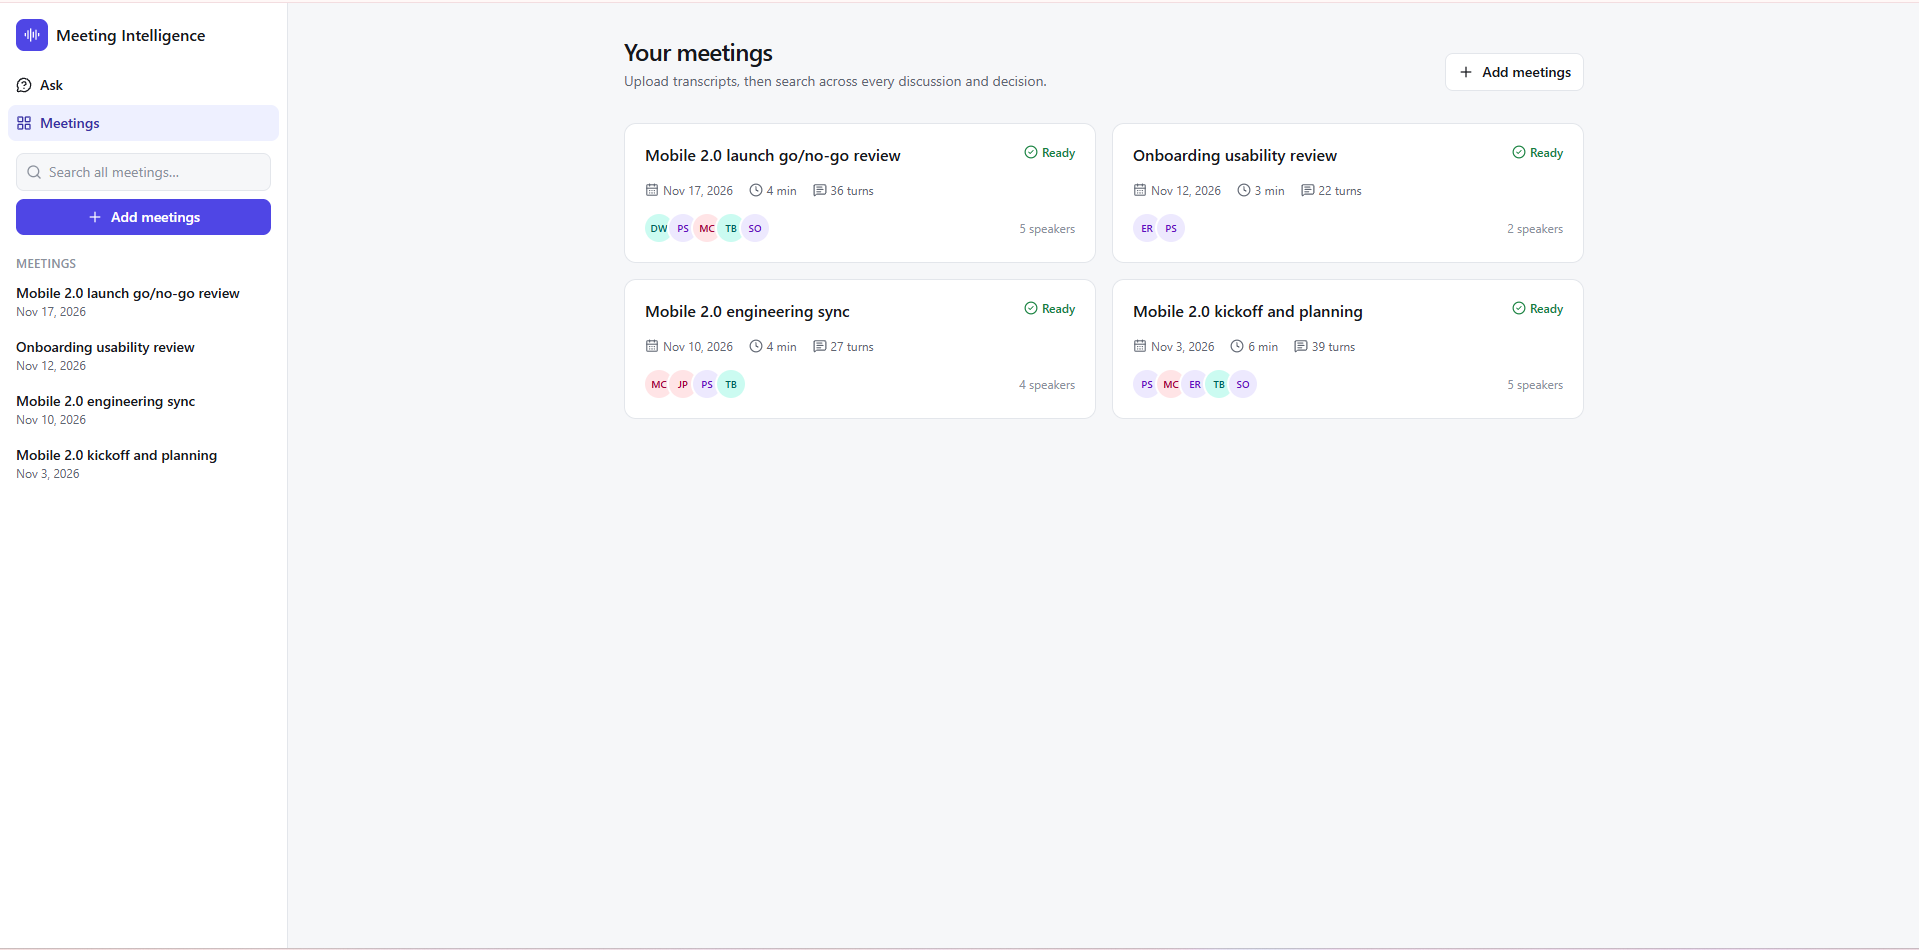 Meeting Intelligence
Ask
Meetings
Search all meetings...
Add meetings
MEETINGS
Mobile 2.0 launch go/no-go review
Nov 17, 2026
Onboarding usability review
Nov 12, 2026
Mobile 2.0 engineering sync
Nov 10, 2026
Mobile 2.0 kickoff and planning
Nov 3, 2026
Your meetings
Upload transcripts, then search across every discussion and decision.
Add meetings
Mobile 2.0 launch go/no-go review Ready
Nov 17, 2026 4 min 36 turns
DW PS MC TB SO 5 speakers
Onboarding usability review Ready
Nov 12, 2026 3 min 22 turns
ER PS 2 speakers
Mobile 2.0 engineering sync Ready
Nov 10, 2026 4 min 27 turns
MC JP PS TB 4 speakers
Mobile 2.0 kickoff and planning Ready
Nov 3, 2026 6 min 39 turns
PS MC ER TB SO 5 speakers